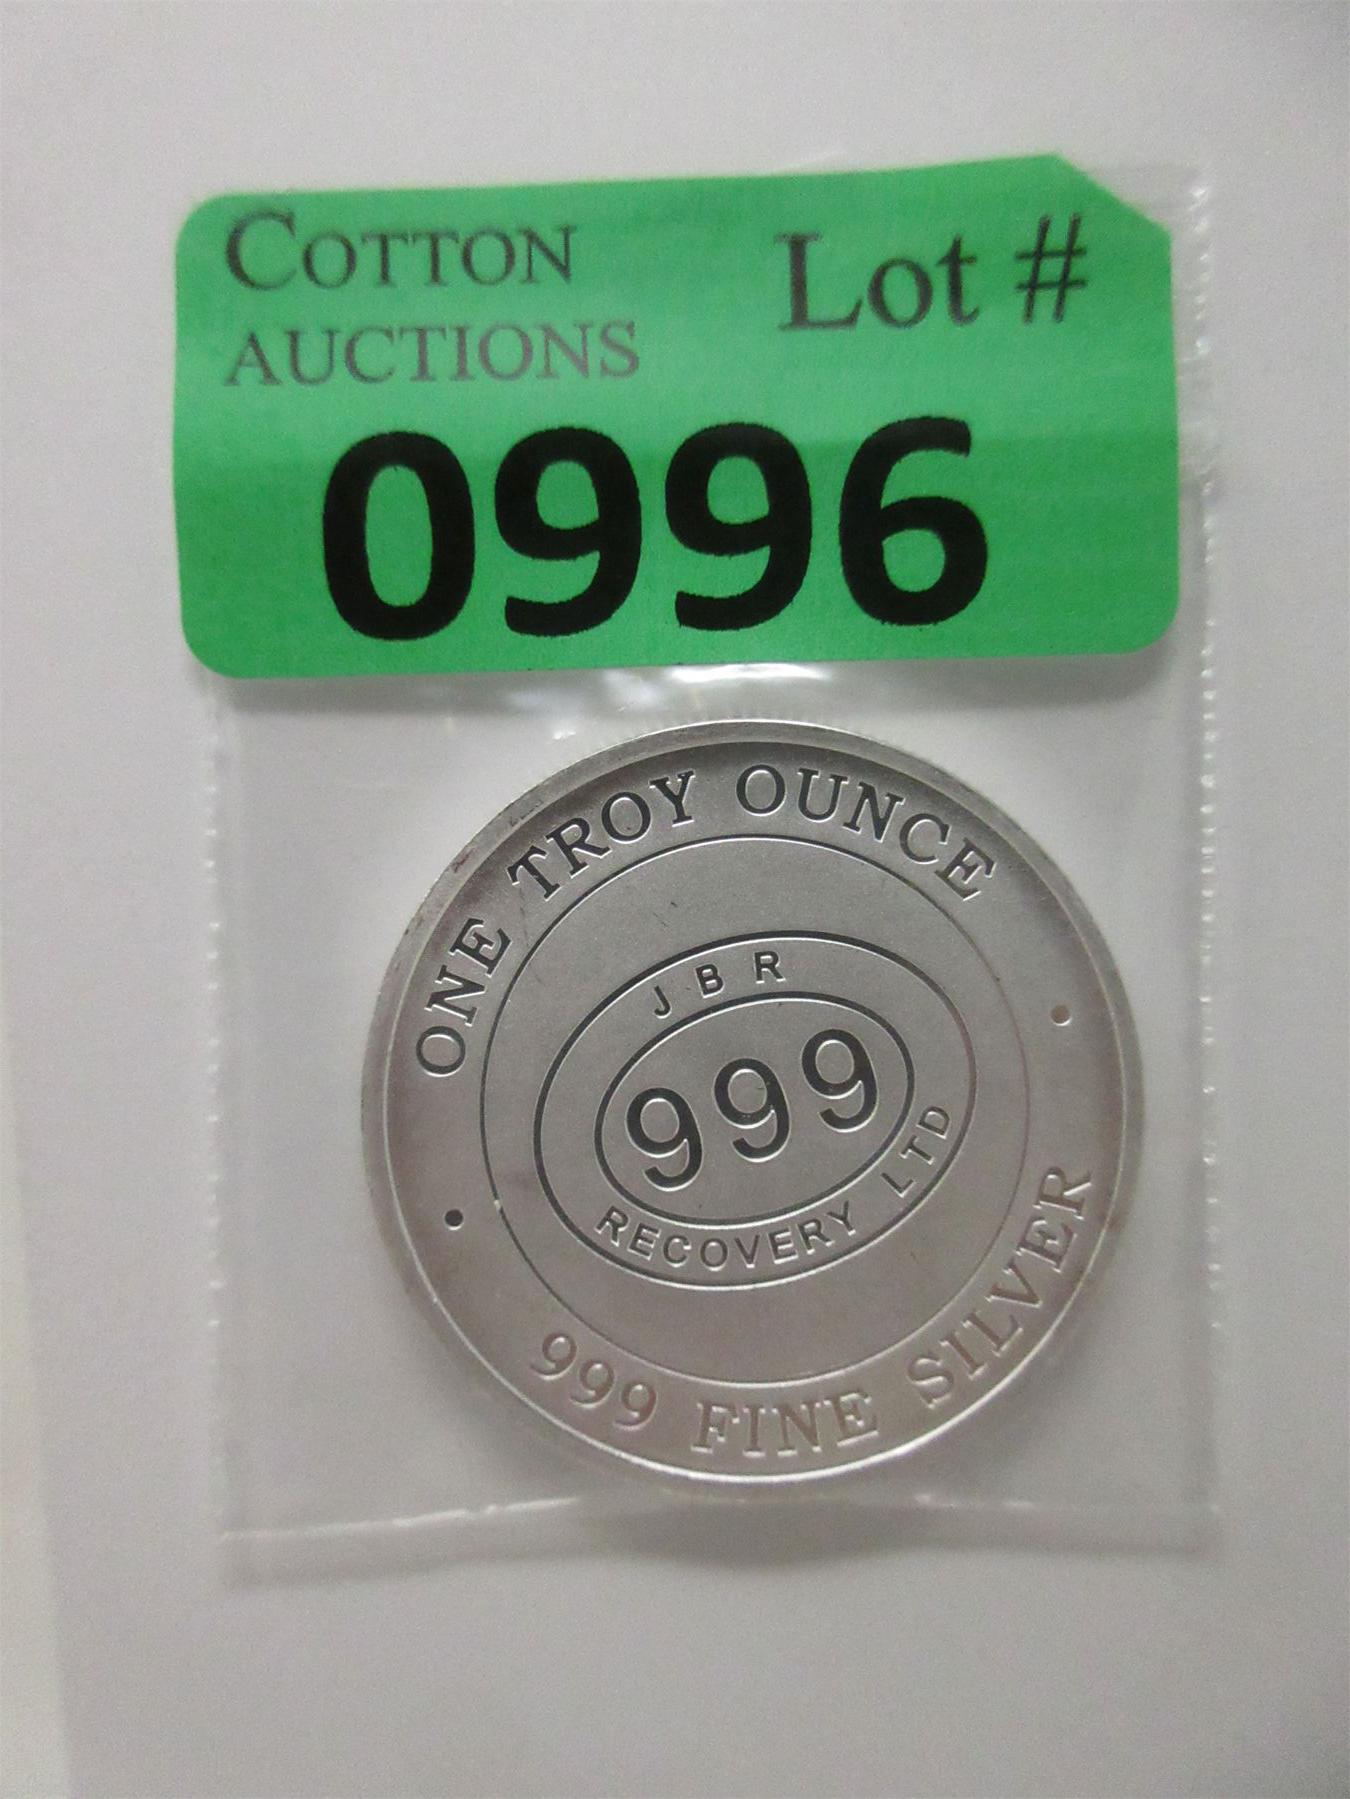 COTTON
AUCTIONS
Lot #
0996
ONE TROY OUNCE
JBR
999
RECOVERY LTD
999 FINE SILVER